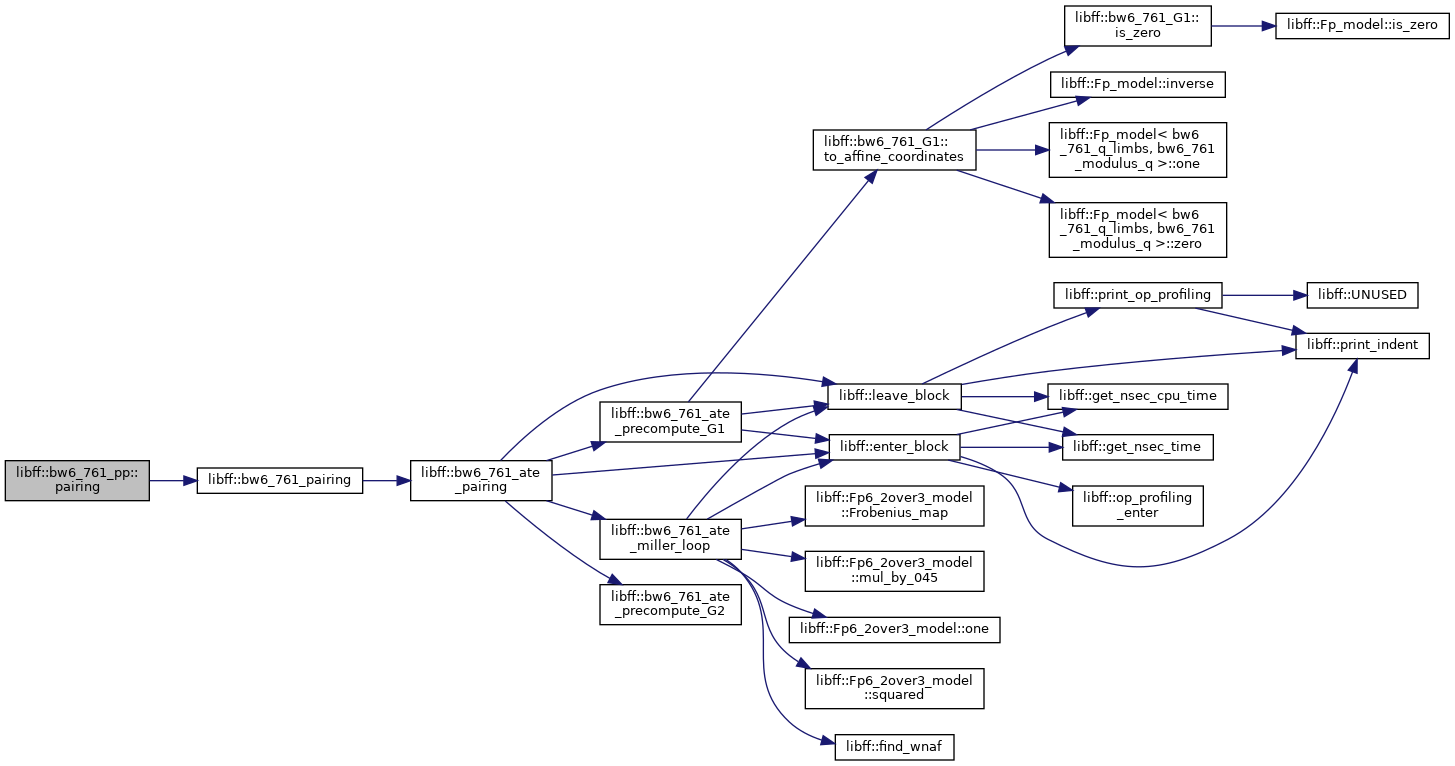 libff::bw6_761_pp::
pairing
libff::bw6_761_pairing
libff::bw6_761_ate
_pairing
libff::bw6_761_ate
_precompute_G1
libff::bw6_761_ate
_miller_loop
libff::bw6_761_ate
_precompute_G2
libff::bw6_761_G1::
to_affine_coordinates
libff::leave_block
libff::enter_block
libff::Fp6_2over3_model
::Frobenius_map
libff::Fp6_2over3_model
::mul_by_045
libff::Fp6_2over3_model::one
libff::Fp6_2over3_model
::squared
libff::find_wnaf
libff::bw6_761_G1::
is_zero
libff::Fp_model::inverse
libff::Fp_model< bw6
_761_q_limbs, bw6_761
_modulus_q >::one
libff::Fp_model< bw6
_761_q_limbs, bw6_761
_modulus_q >::zero
libff::print_op_profiling
libff::get_nsec_cpu_time
libff::get_nsec_time
libff::op_profiling
_enter
libff::Fp_model::is_zero
libff::UNUSED
libff::print_indent